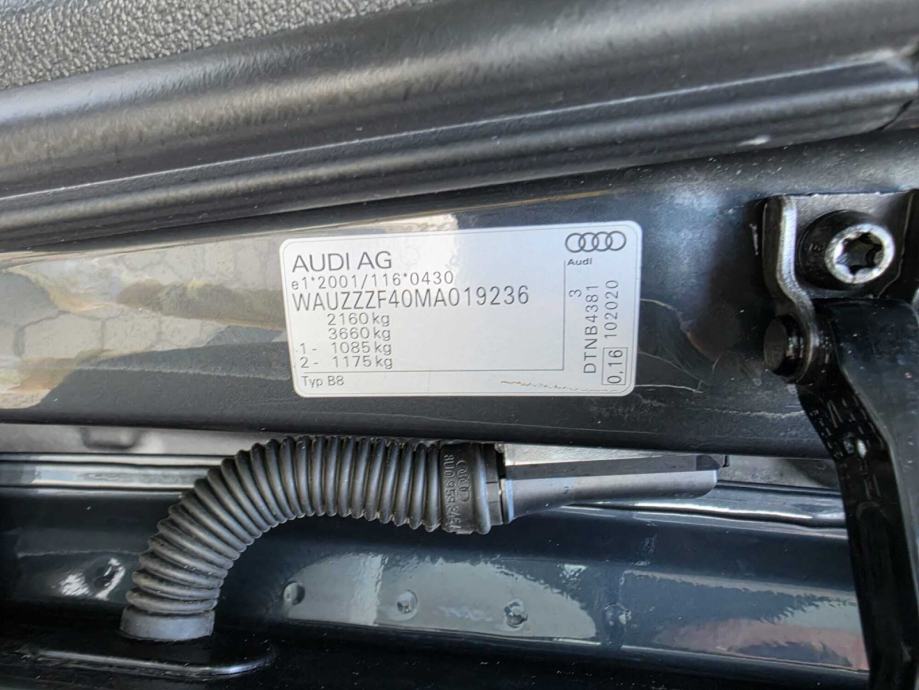 AUDI AG
e1*2001/116*0430
WAUZZZF40MA019236
2160 kg
3660 kg
1- 1085 kg
2- 1175 kg
Typ B8
Audi
3
DTNB4381
0,16 102020